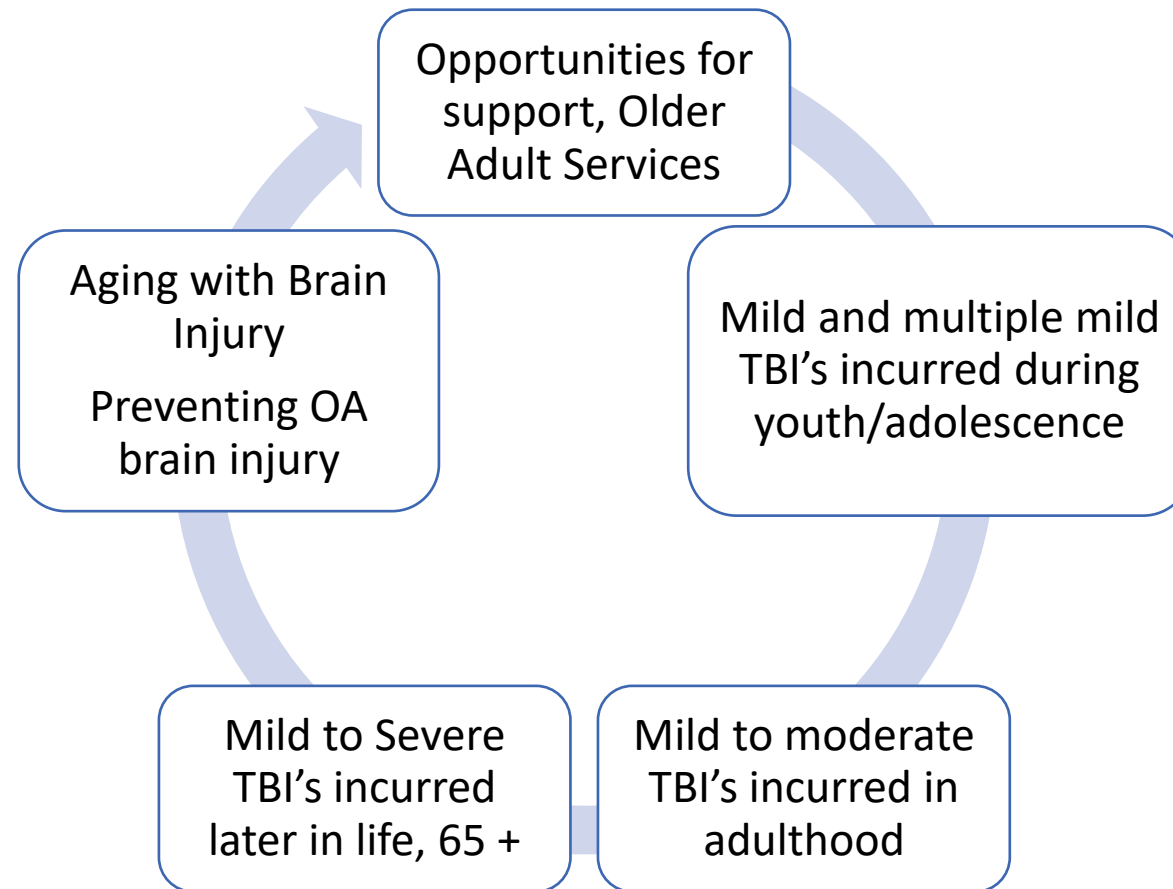 Opportunities for
support, Older
Adult Services
Mild and multiple mild
TBI’s incurred during
youth/adolescence
Mild to moderate
TBI’s incurred in
adulthood
Mild to Severe
TBI’s incurred
later in life, 65 +
Aging with Brain
Injury
Preventing OA
brain injury